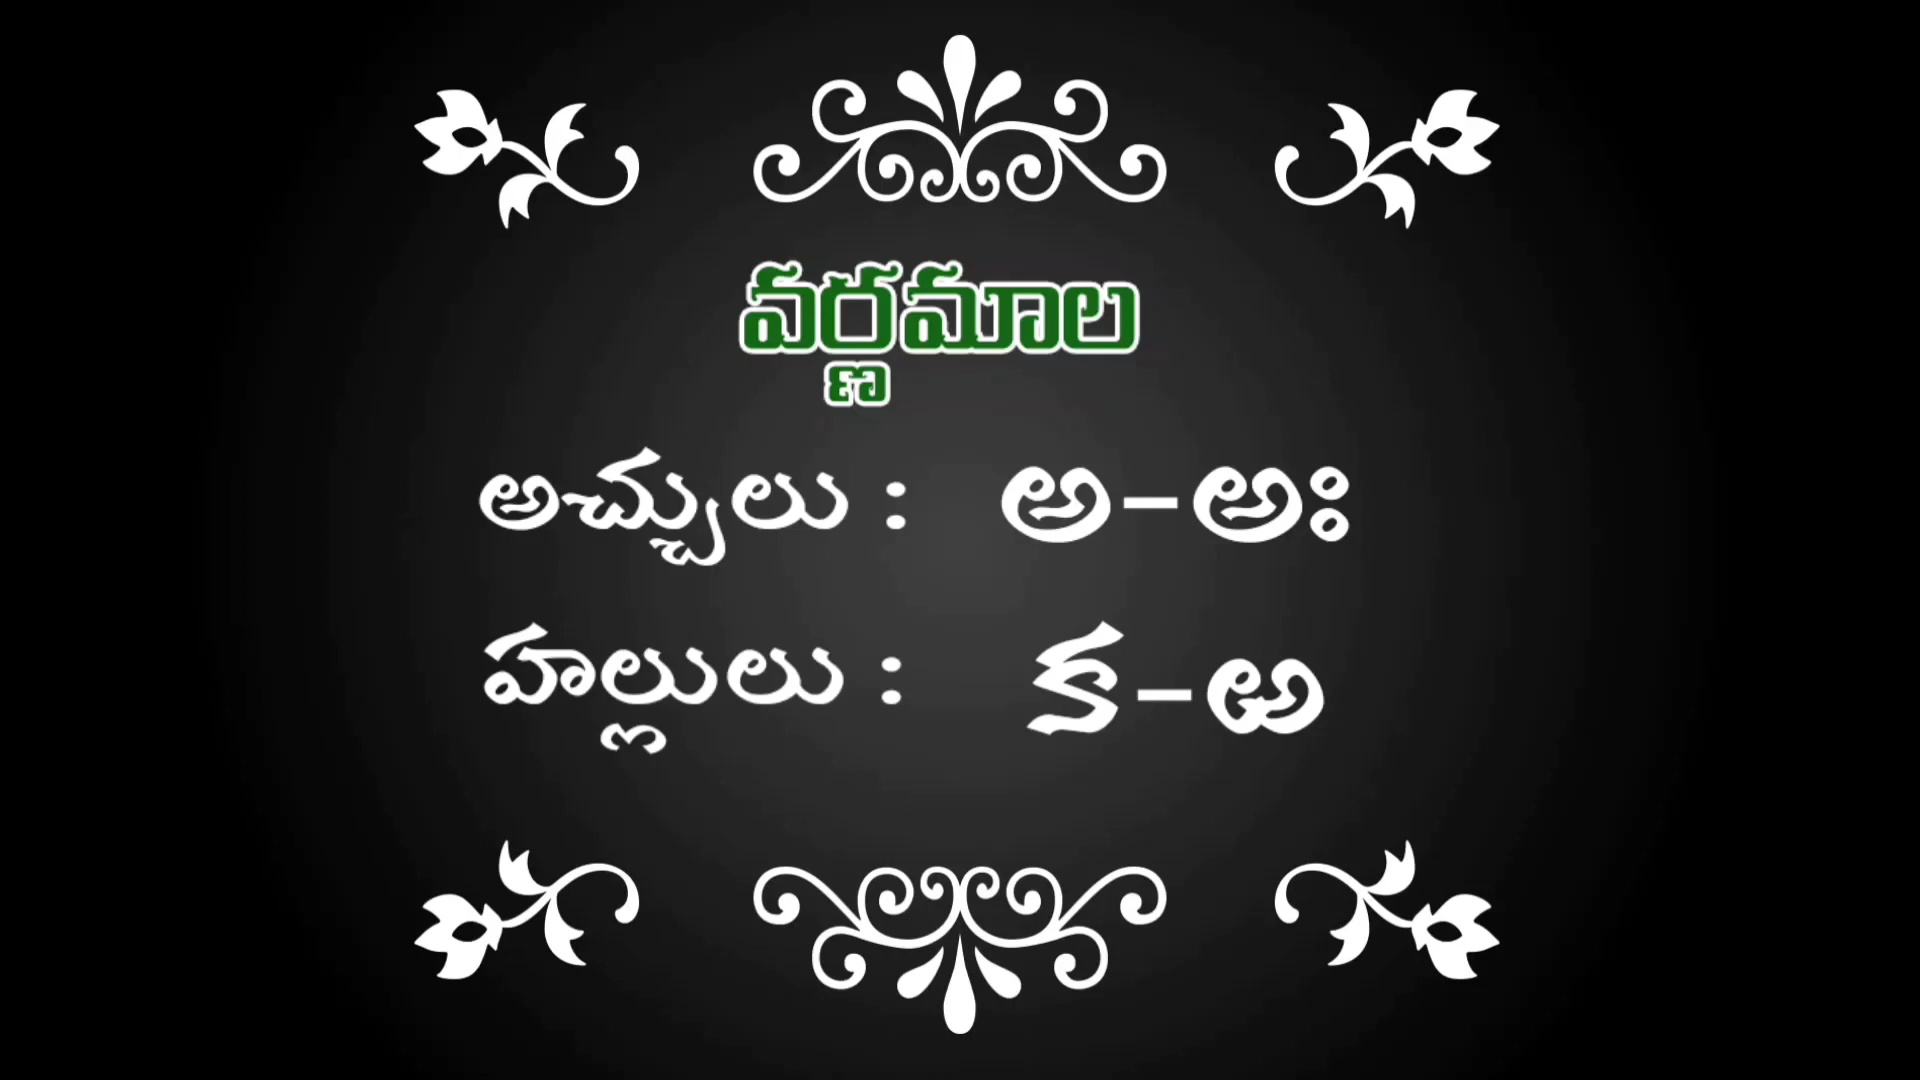 వర్ణమాల
అచ్చులు : అ-అః
హల్లులు : క-ఱ